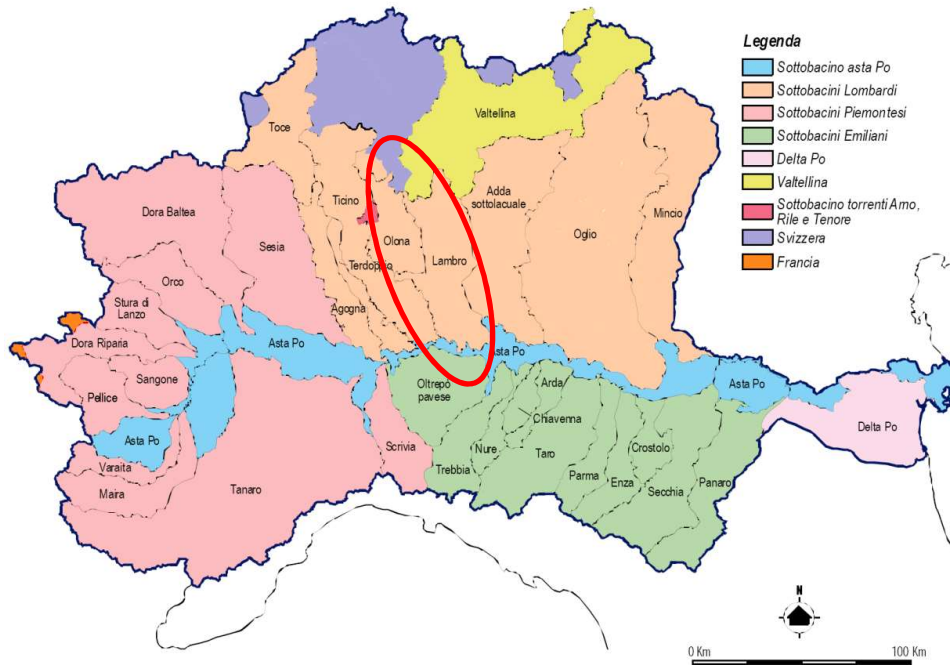 Legenda
Sottobacino asta Po
Sottobacini Lombardi
Sottobacini Piemontesi
Sottobacini Emiliani
Delta Po
Valtellina
Sottobacino torrenti Arno,
Rile e Tenore
Svizzera
Francia
Valtellina
Toce
Ticino
Adda
sottolacuale
Mincio
Dora Baltea
Sesia
Olona
Oglio
Lambro
Terdoppio
Orco
Agogna
Stura di
Lanzo
Dora Riparia
Asta Po
Asta Po
Sangone
Oltrepo
pavese
Arda
Asta Po
Pellice
Chiavenna
Asta Po
Delta Po
Varaita
Scrivia
Nure
Crostolo
Trebbia
Taro
Maira
Tanaro
Parma
Enza
Secchia
Panaro
N
0 Km
100 Km